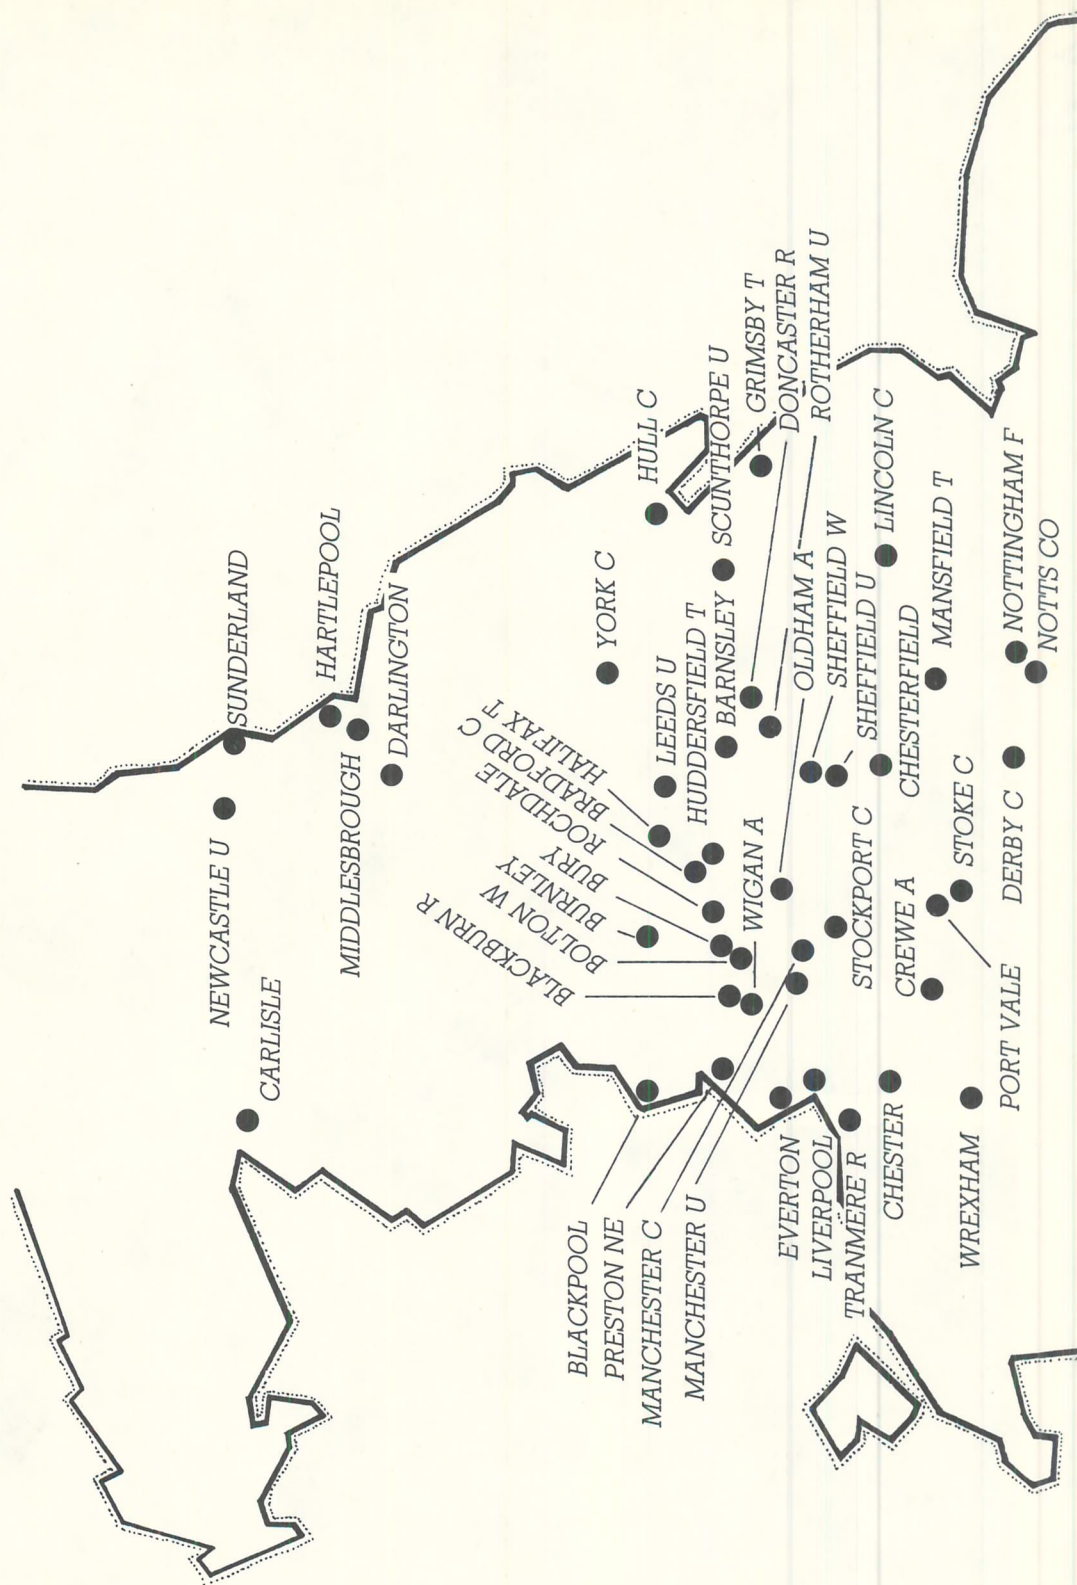 SUNDERLAND
NEWCASTLE U
CARLISLE
HARTLEPOOL
MIDDLESBROUGH
DARLINGTON
BLACKBURN R
BOLTON W
BURNLEY
BURY
ROCHDALE
BRADFORD C
HALIFAX T
YORK C
HULL C
LEEDS U
HUDDERSFIELD T
BARNSLEY
SCUNTHORPE U
GRIMSBY T
DONCASTER R
ROTHERHAM U
WIGAN A
OLDHAM A
SHEFFIELD W
SHEFFIELD U
CHESTERFIELD
LINCOLN C
MANSFIELD T
NOTTINGHAM F
NOTTS CO
BLACKPOOL
PRESTON NE
MANCHESTER C
MANCHESTER U
EVERTON
LIVERPOOL
TRANMERE R
CHESTER
WREXHAM
STOCKPORT C
CREWE A
STOKE C
PORT VALE
DERBY C